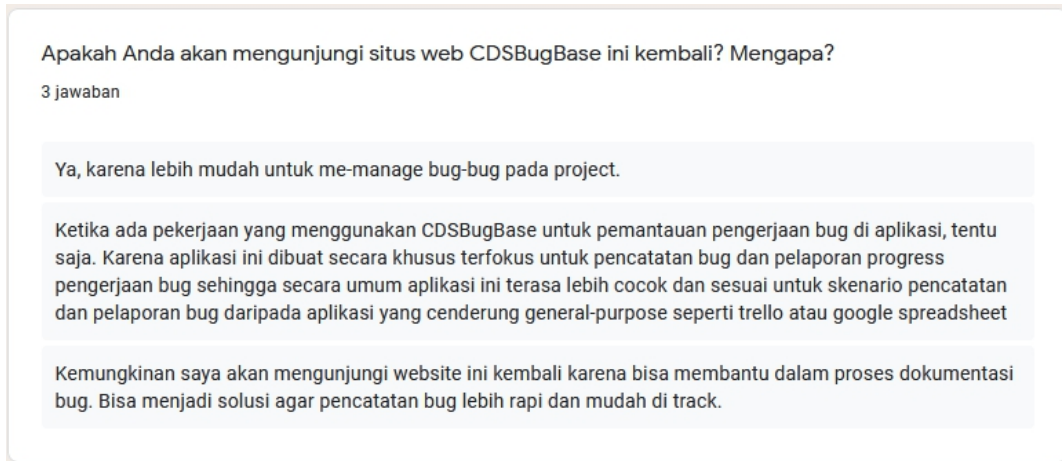 Apakah Anda akan mengunjungi situs web CDSBugBase ini kembali? Mengapa?
3 jawaban
Ya, karena lebih mudah untuk me-manage bug-bug pada project.
Ketika ada pekerjaan yang menggunakan CDSBugBase untuk pemantauan pengerjaan bug di aplikasi, tentu
saja. Karena aplikasi ini dibuat secara khusus terfokus untuk pencatatan bug dan pelaporan progress
pengerjaan bug sehingga secara umum aplikasi ini terasa lebih cocok dan sesuai untuk skenario pencatatan
dan pelaporan bug daripada aplikasi yang cenderung general-purpose seperti trello atau google spreadsheet
Kemungkinan saya akan mengunjungi website ini kembali karena bisa membantu dalam proses dokumentasi
bug. Bisa menjadi solusi agar pencatatan bug lebih rapi dan mudah di track.